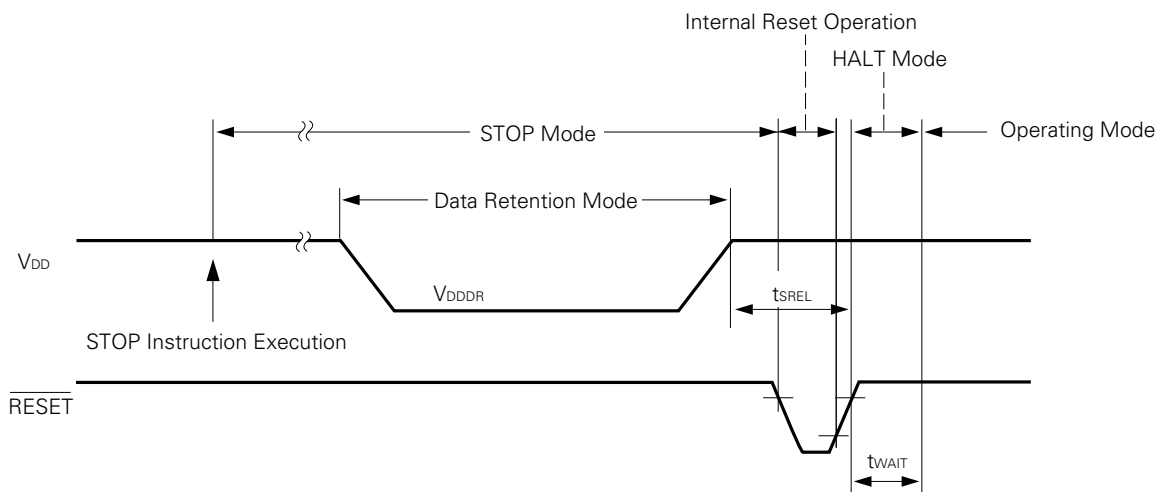 Internal Reset Operation
HALT Mode
STOP Mode
Operating Mode
Data Retention Mode
VDD
VDDDR
tSREL
STOP Instruction Execution
RESET
tWAIT